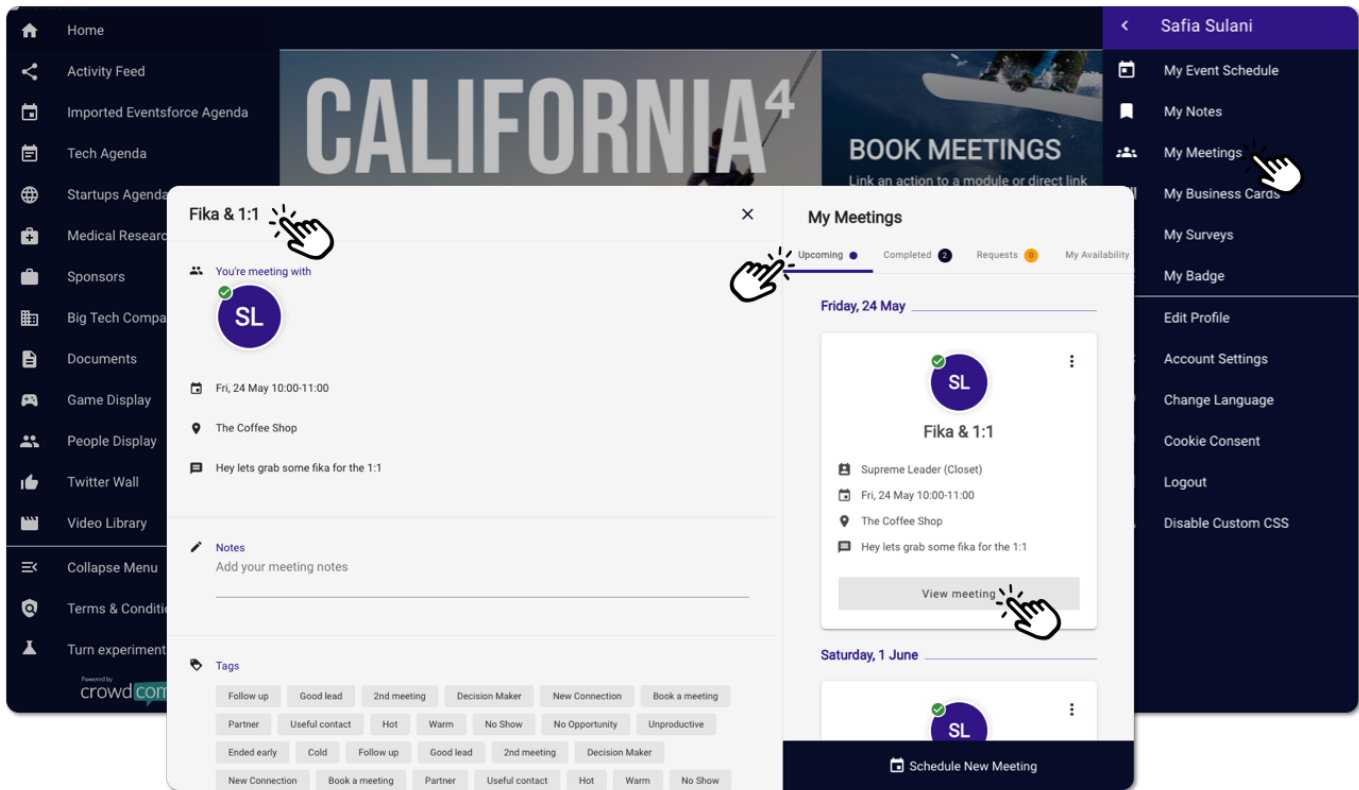 Home
Activity Feed
Imported Eventsforce Agenda
Tech Agenda
Startups Agenda
Medical
Sponsors
Big Tech
Documents
Game Display
People Display
Twitter Wall
Video Library
Collapse Menu
Terms &
Turn
Powered by
crowd
CALIFORNIA4
BOOK MEETINGS
Link an action to a module or direct link
Safia Sulani
My Event Schedule
My Notes
My Meetings
My Business Cards
My Surveys
My Badge
Edit Profile
Account Settings
Change Language
Cookie Consent
Logout
Disable Custom CSS
Fika & 1:1
You're meeting with
SL
Fri, 24 May 10:00-11:00
The Coffee Shop
Hey lets grab some fika for the 1:1
Notes
Add your meeting notes
Tags
Follow up Good lead 2nd meeting Decision Maker New Connection Book a meeting
Partner Useful contact Hot Warm No Show No Opportunity Unproductive
Ended early Cold Follow up Good lead 2nd meeting Decision Maker
New Connection Book a meeting Partner Useful contact Hot Warm No Show
My Meetings
Upcoming Completed 2 Requests 0 My Availability
Friday, 24 May
SL
Fika & 1:1
Supreme Leader (Closet)
Fri, 24 May 10:00-11:00
The Coffee Shop
Hey lets grab some fika for the 1:1
View meeting
Saturday, 1 June
SL
Schedule New Meeting